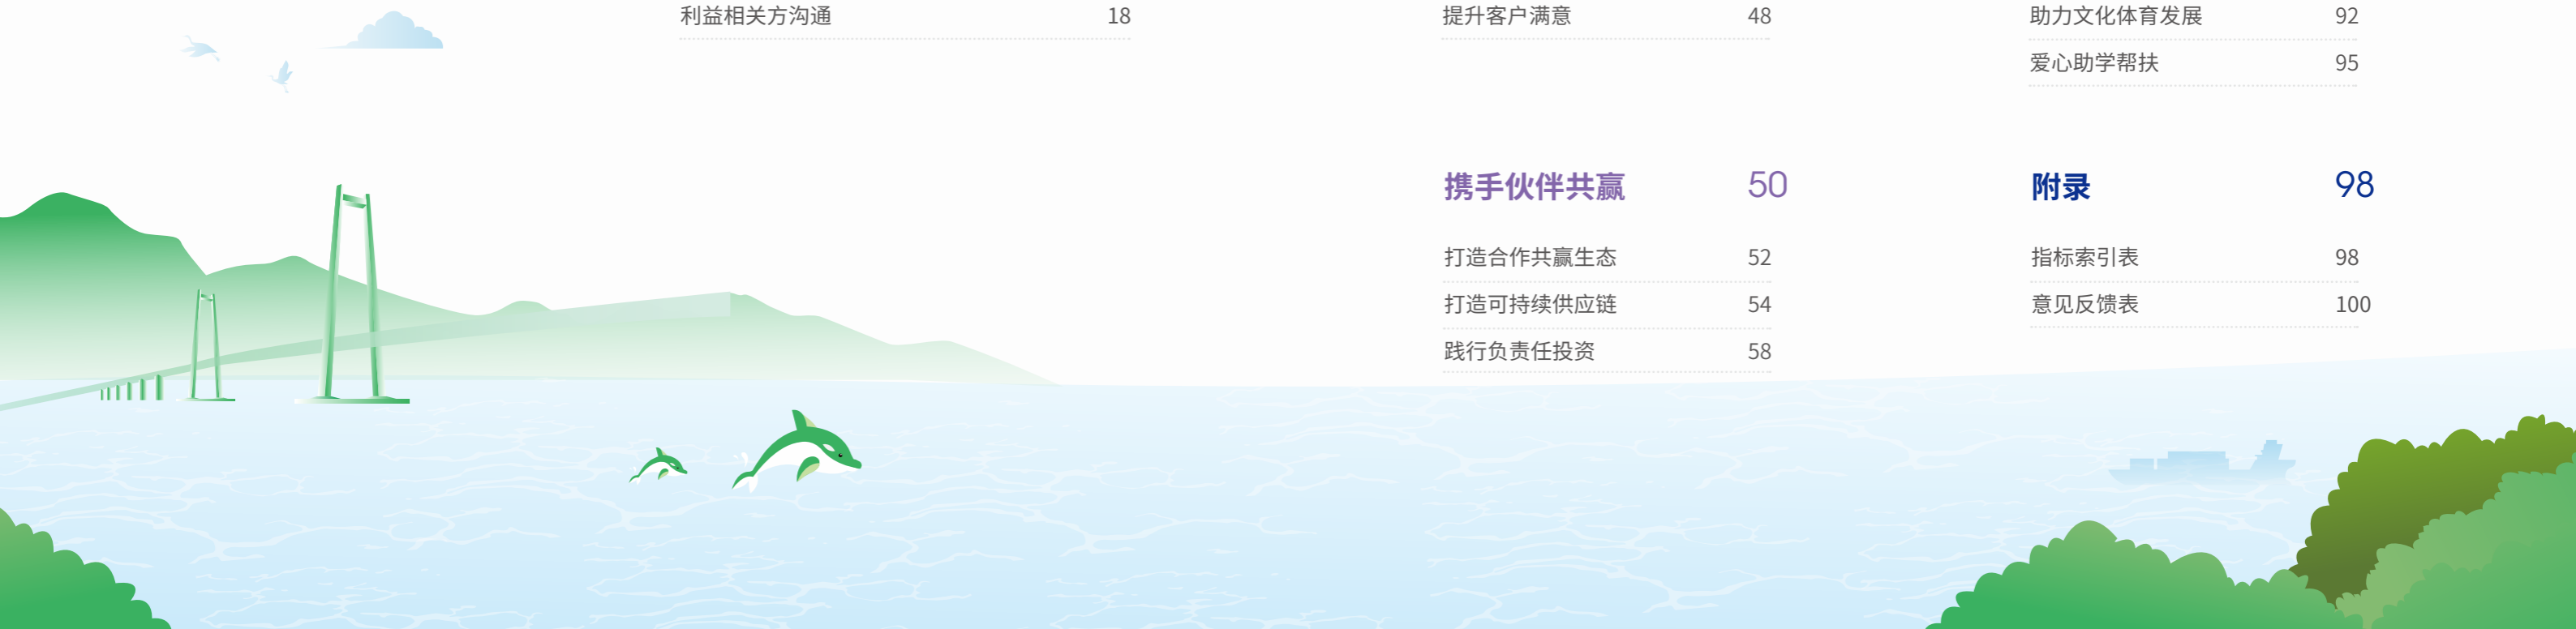 利益相关方沟通 18
提升客户满意 48
携手伙伴共赢 50
打造合作共赢生态 52
打造可持续供应链 54
践行负责任投资 58
助力文化体育发展 92
爱心助学帮扶 95
附录 98
指标索引表 98
意见反馈表 100